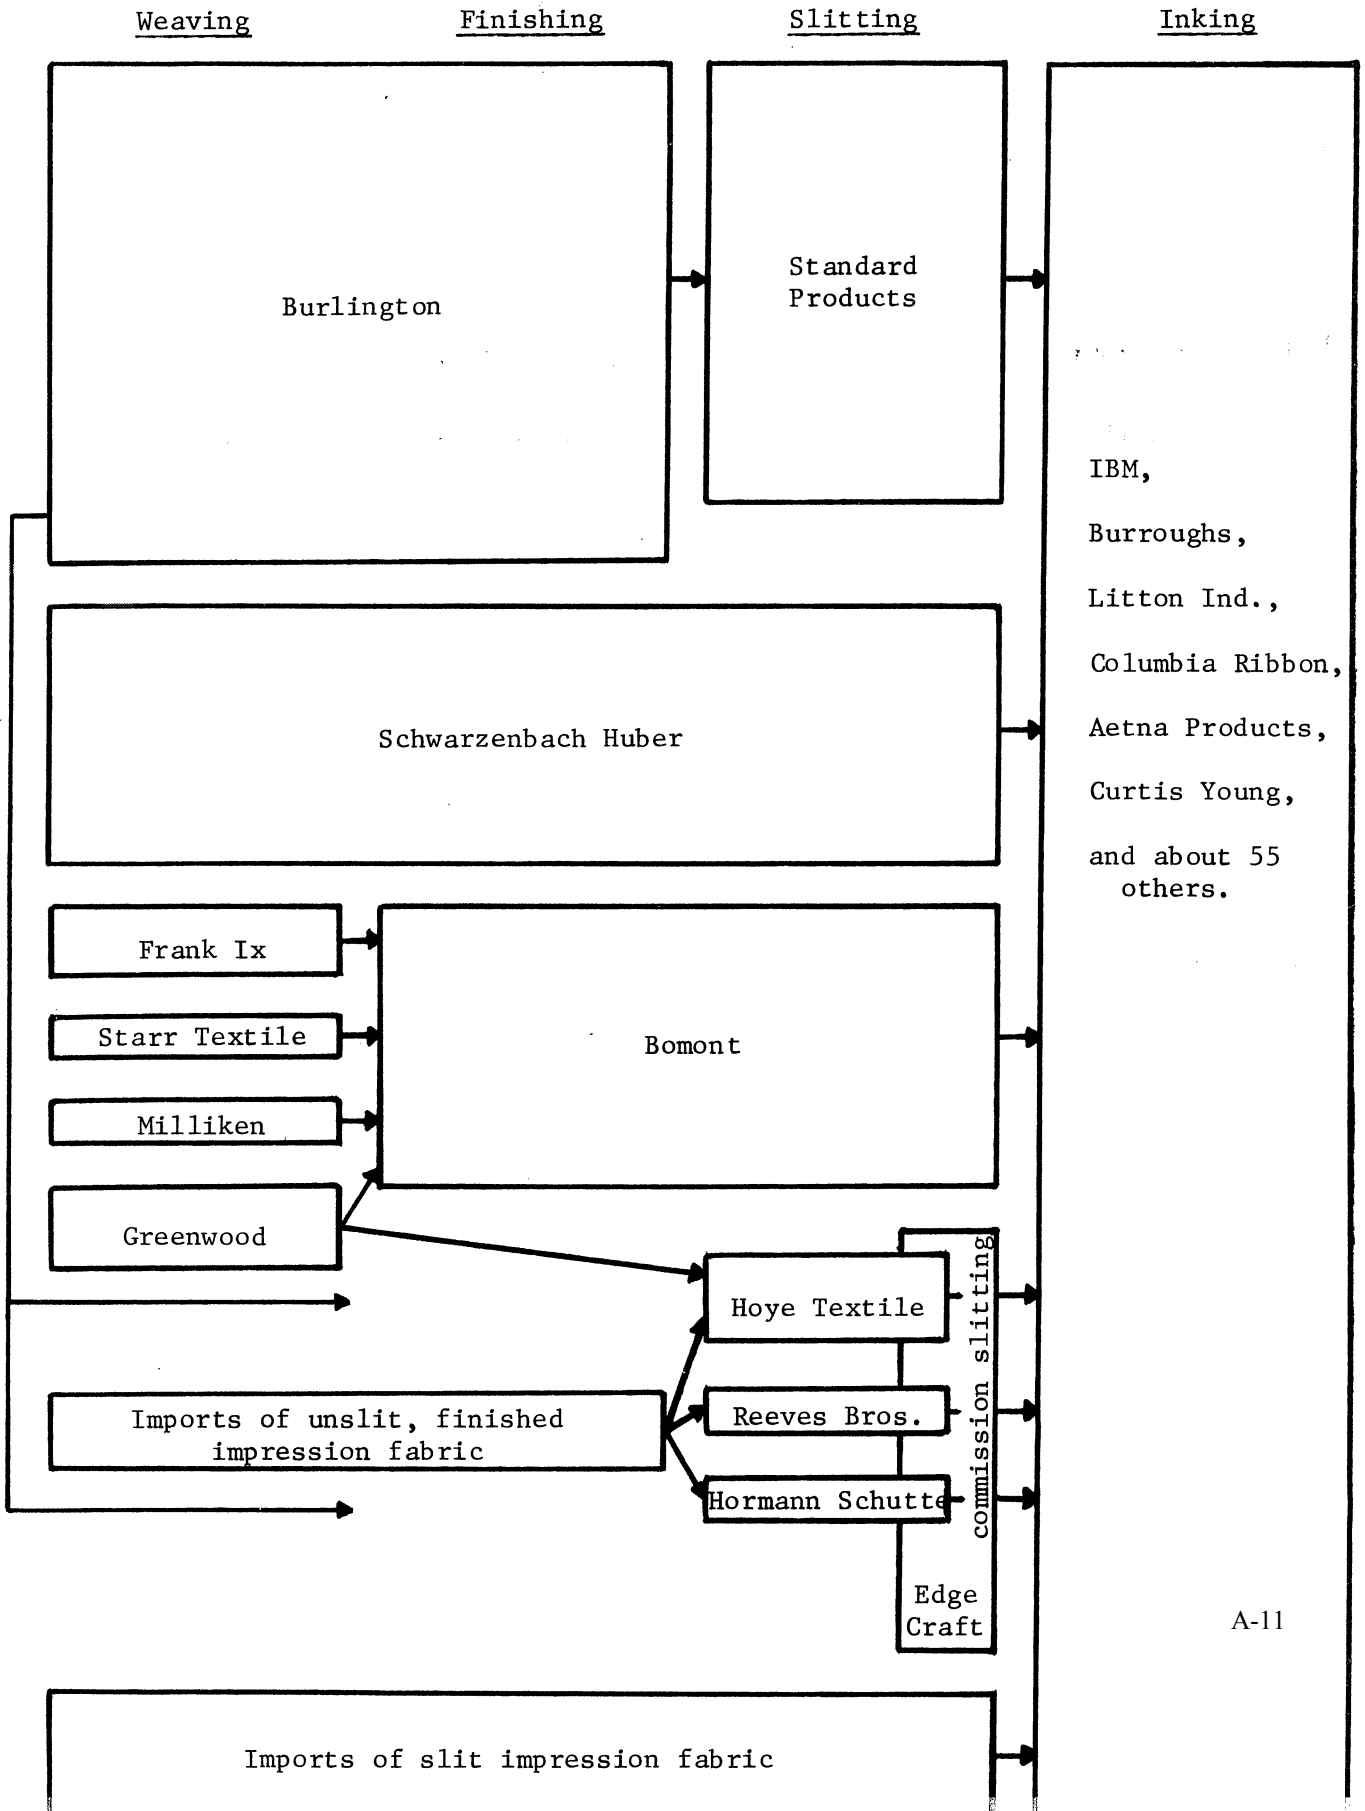 Weaving Finishing Slitting Inking
Burlington
Standard
Products
IBM,
Burroughs,
Litton Ind.,
Columbia Ribbon,
Aetna Products,
Curtis Young,
and about 55
others.
Schwarzenbach Huber
Frank Ix
Starr Textile
Milliken
Greenwood
Bomont
Hoye Textile
Reeves Bros.
Hormann Schutte
commission slitting
Edge
Craft
Imports of unslit, finished
impression fabric
A-11
Imports of slit impression fabric